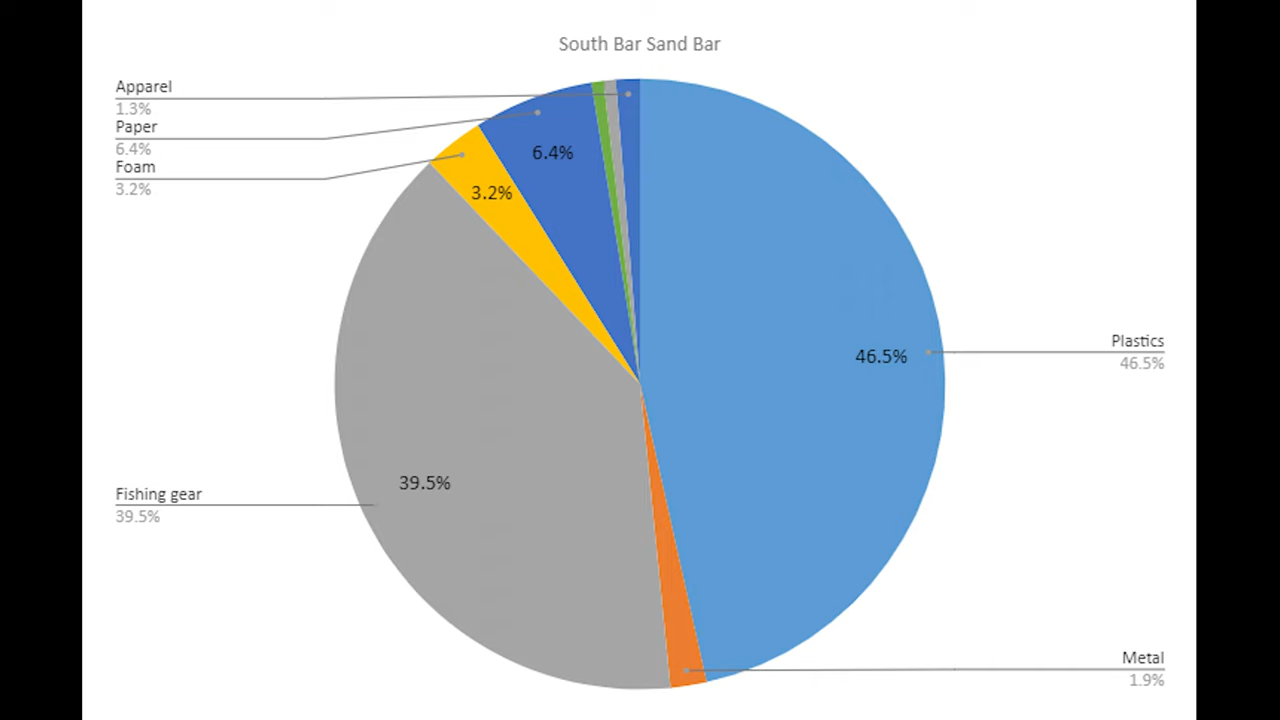 South Bar Sand Bar
Apparel
1.3%
Paper
6.4%
Foam
3.2%
6.4%
3.2%
Plastics
46.5%
46.5%
39.5%
Fishing gear
39.5%
Metal
1.9%